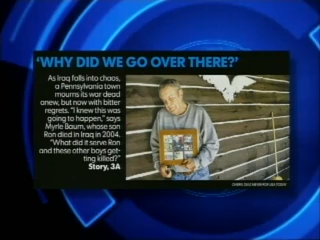 'WHY DID WE GO OVER THERE?'
As Iraq falls into chaos,
a Pennsylvania town
mourns its war dead
anew, but now with bitter
regrets. "I knew this was
going to happen," says
Myrle Baum, whose son
Ron died in Iraq in 2004.
"What did it serve Ron
and these other boys get-
ting killed?"
Story, 3A